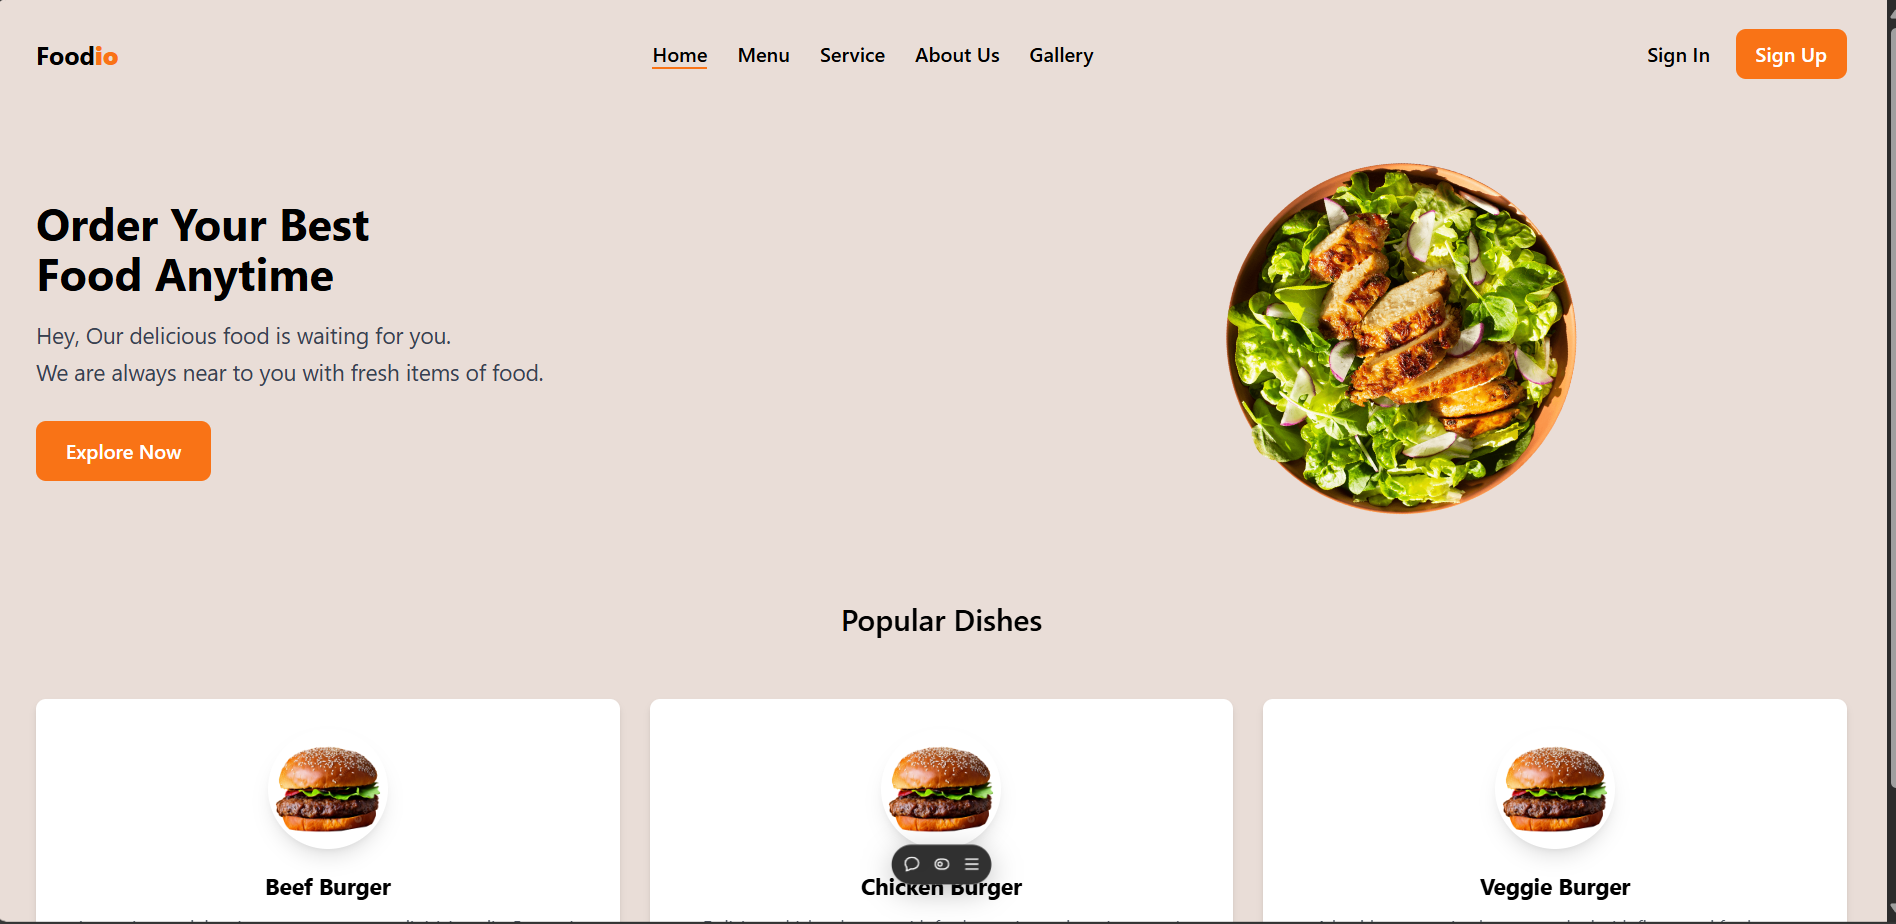 Foodio
Home Menu Service About Us Gallery
Sign In Sign Up
Order Your Best
Food Anytime
Hey, Our delicious food is waiting for you.
We are always near to you with fresh items of food.
Explore Now
Popular Dishes
Beef Burger
Chicken Burger
Veggie Burger